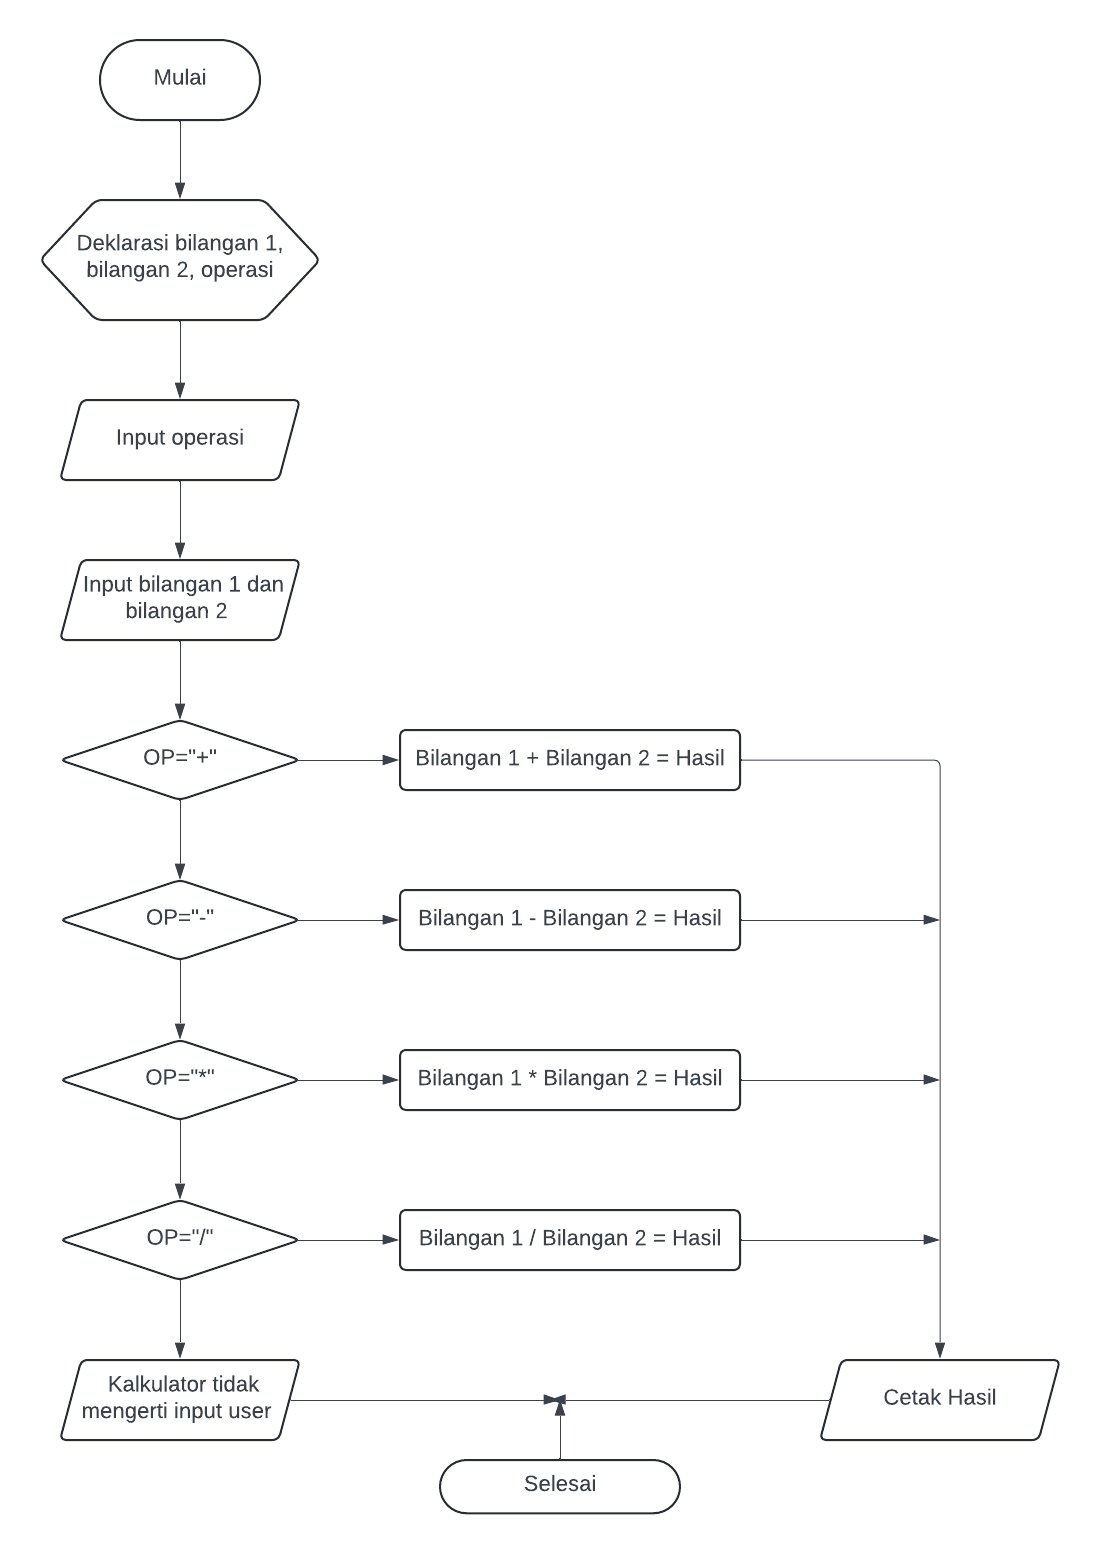 Mulai
Deklarasi bilangan 1,
bilangan 2, operasi
Input operasi
Input bilangan 1 dan
bilangan 2
OP="+"
Bilangan 1 + Bilangan 2 = Hasil
OP="-"
Bilangan 1 - Bilangan 2 = Hasil
OP="*"
Bilangan 1 * Bilangan 2 = Hasil
OP="/"
Bilangan 1 / Bilangan 2 = Hasil
Kalkulator tidak
mengerti input user
Cetak Hasil
Selesai